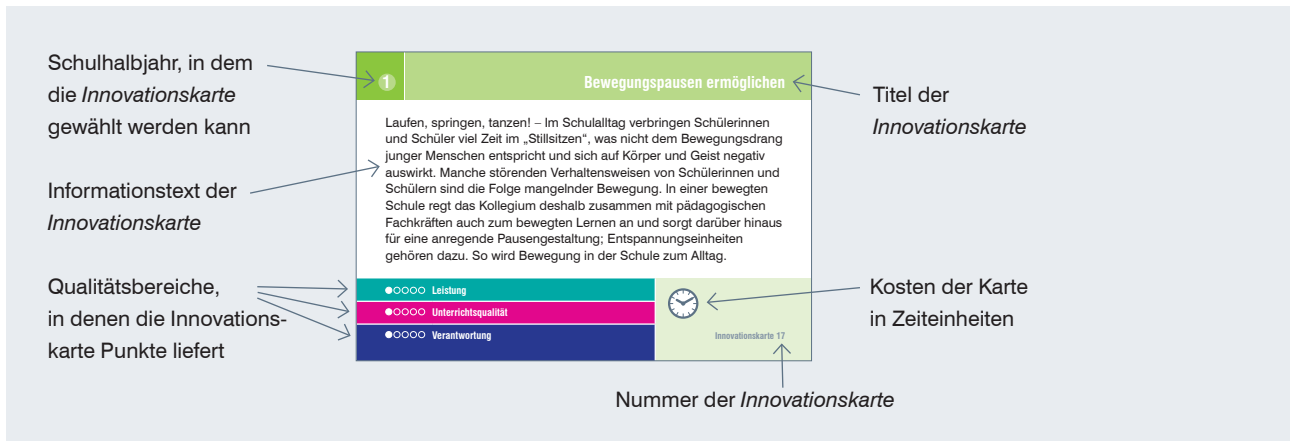 Schulhalbjahr, in dem
die Innovationskarte
gewählt werden kann
Informationstext der
Innovationskarte
Qualitätsbereiche,
in denen die Innovations-
karte Punkte liefert
1
Bewegungspausen ermöglichen
Laufen, springen, tanzen! – Im Schulalltag verbringen Schülerinnen
und Schüler viel Zeit im „Stillsitzen“, was nicht dem Bewegungsdrang
junger Menschen entspricht und sich auf Körper und Geist negativ
auswirkt. Manche störenden Verhaltensweisen von Schülerinnen und
Schülern sind die Folge mangelnder Bewegung. In einer bewegten
Schule regt das Kollegium deshalb zusammen mit pädagogischen
Fachkräften auch zum bewegten Lernen an und sorgt darüber hinaus
für eine anregende Pausengestaltung; Entspannungseinheiten
gehören dazu. So wird Bewegung in der Schule zum Alltag.
Leistung
Unterrichtsqualität
Verantwortung
Innovationskarte 17
Titel der
Innovationskarte
Kosten der Karte
in Zeiteinheiten
Nummer der Innovationskarte